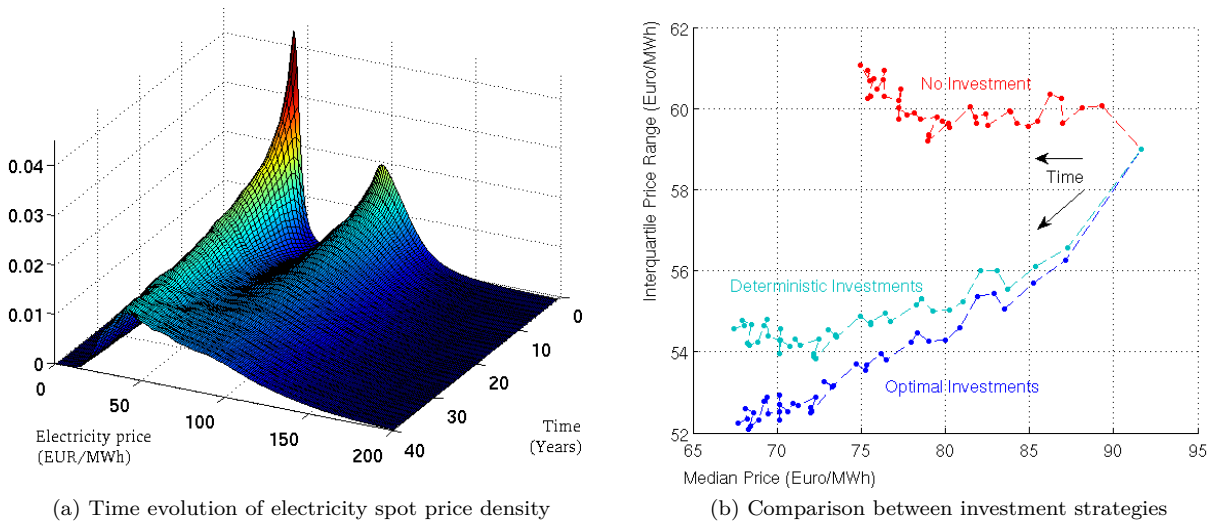 0.04
0.03
0.02
0.01
0
0
50
100
150
200
Electricity price
(EUR/MWh)
0
10
20
30
40
Time
(Years)
(a) Time evolution of electricity spot price density
62
60
58
56
54
52
Interquartile Price Range (Euro/MWh)
No Investment
Time
Deterministic Investments
Optimal Investments
65 70 75 80 85 90 95
Median Price (Euro/MWh)
(b) Comparison between investment strategies